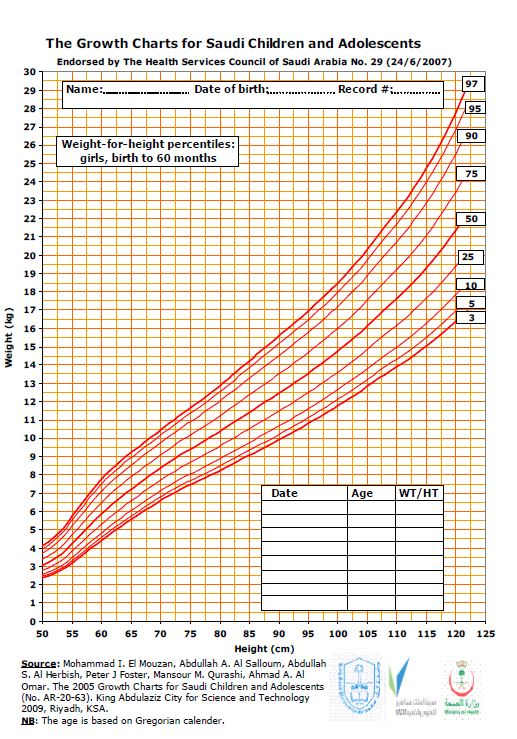 The Growth Charts for Saudi Children and Adolescents
Endorsed by The Health Services Council of Saudi Arabia No. 29 (24/6/2007)
Name:................... Date of birth:............... Record #:...........
Weight-for-height percentiles:
girls, birth to 60 months
97
95
90
75
50
25
10
5
3
Weight (kg)
30
29
28
27
26
25
24
23
22
21
20
19
18
17
16
15
14
13
12
11
10
9
8
7
6
5
4
3
2
1
0
Date Age WT/HT
50 55 60 65 70 75 80 85 90 95 100 105 110 115 120 125
Height (cm)
Source: Mohammad I. El Mouzan, Abdullah A. Al Salloum, Abdullah
S. Al Herbish, Peter J Foster, Mansour M. Qurashi, Ahmad A. Al
Omar. The 2005 Growth Charts for Saudi Children and Adolescents
(No. AR-20-63). King Abdulaziz City for Science and Technology
2009, Riyadh, KSA.
NB: The age is based on Gregorian calender.
وزارة الصحة
Ministry of Health